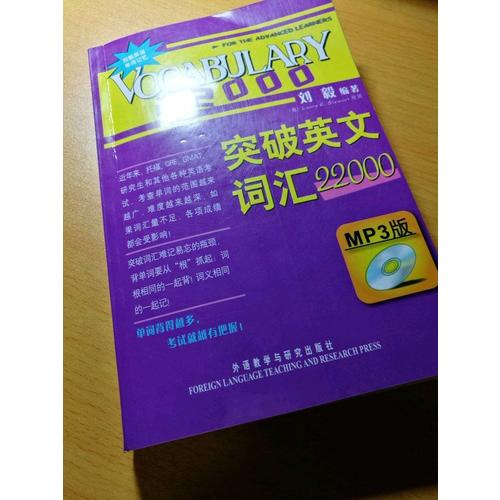 FOR THE ADVANCED LEARNERS
VOCABULARY
22000
刘毅 编著
突破英文
词汇22000
近年来，托福、GRE、GMAT、
研究生和其他各种英语考
试，考查单词的范围越来
越广，难度越来越深，如
果词汇量不足，各项成绩
都会受影响！
突破词汇难记易忘的瓶颈，
背单词要从“根”抓起，词
根相同的一起背！词义相同
的一起记！
单词背得越多，
考试就越有把握！
MP3版
外语教学与研究出版社
FOREIGN LANGUAGE TEACHING AND RESEARCH PRESS